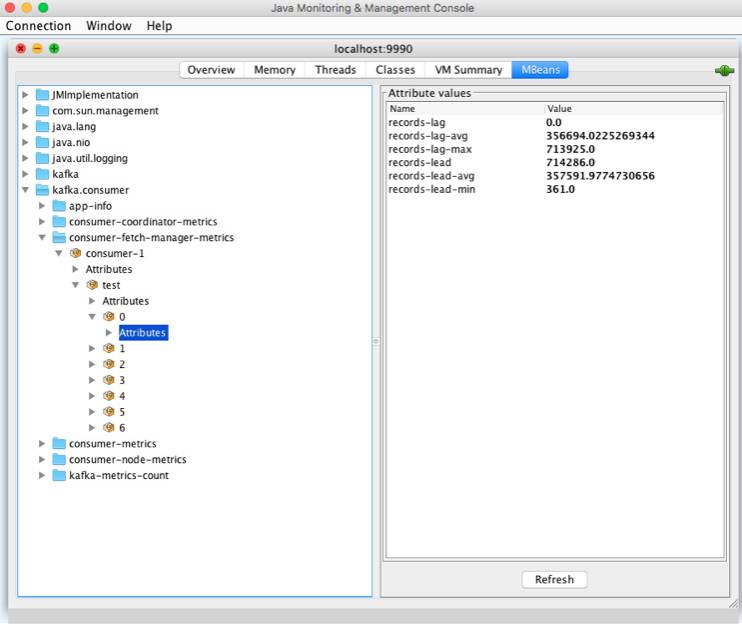 Java Monitoring & Management Console
Connection Window Help
localhost:9990
Overview Memory Threads Classes VM Summary MBeans
JMImplementation
com.sun.management
java.lang
java.nio
java.util.logging
kafka
kafka.consumer
app-info
consumer-coordinator-metrics
consumer-fetch-manager-metrics
consumer-1
Attributes
test
Attributes
0
Attributes
1
2
3
4
5
6
consumer-metrics
consumer-node-metrics
kafka-metrics-count
Attribute values
Name Value
records-lag 0.0
records-lag-avg 356694.0225269344
records-lag-max 713925.0
records-lead 714286.0
records-lead-avg 357591.9774730656
records-lead-min 361.0
Refresh